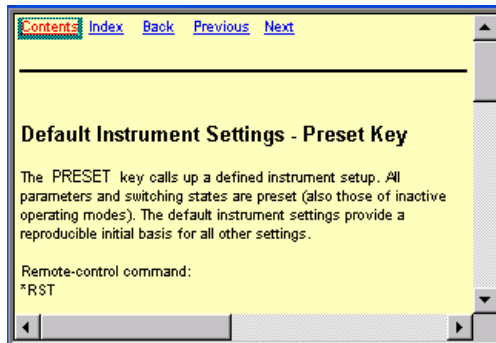 Contents Index Back Previous Next
Default Instrument Settings - Preset Key
The PRESET key calls up a defined instrument setup. All
parameters and switching states are preset (also those of inactive
operating modes). The default instrument settings provide a
reproducible initial basis for all other settings.
Remote-control command:
*RST